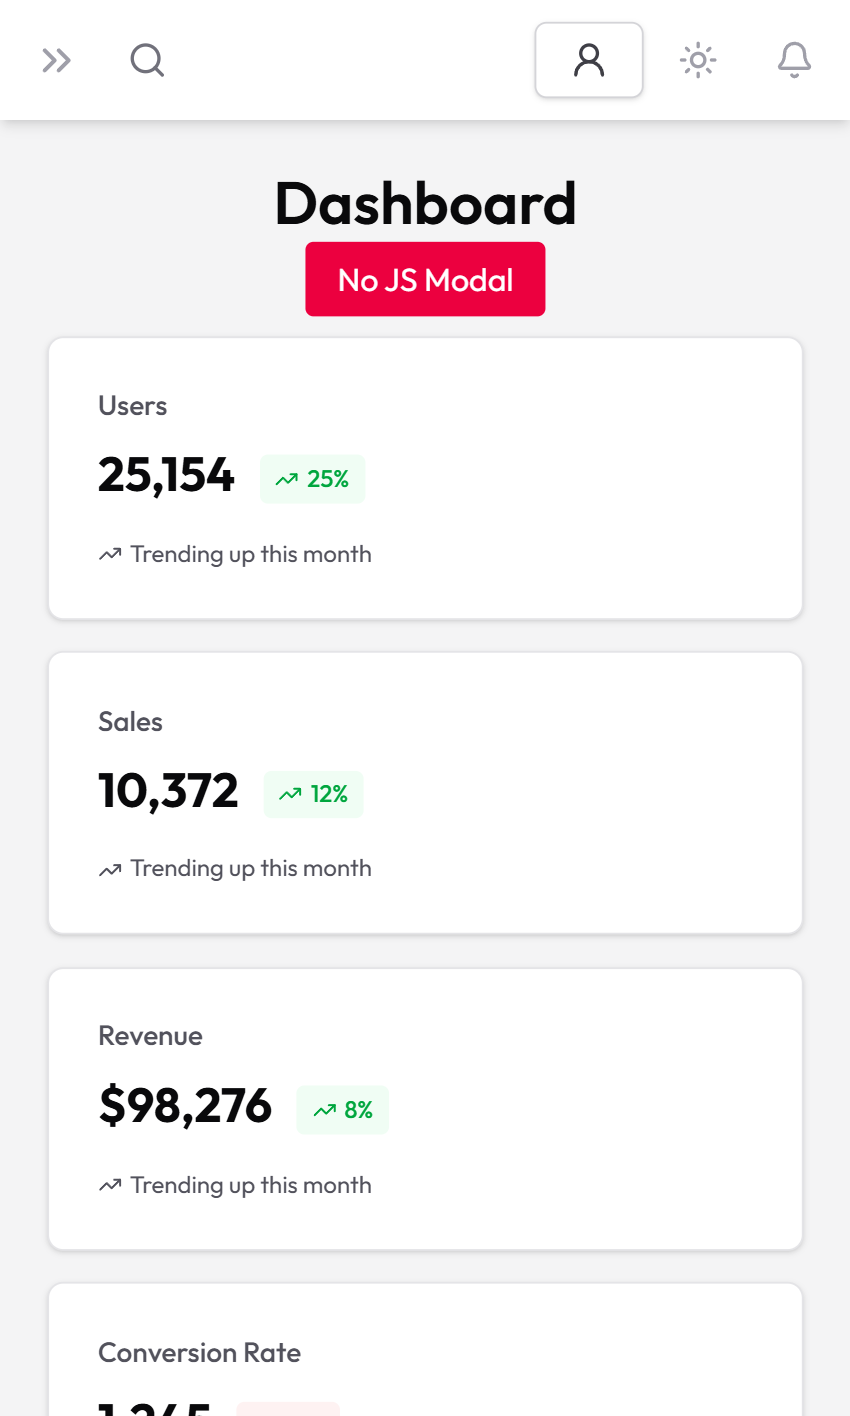 Dashboard
No JS Modal
Users
25,154 25%
Trending up this month
Sales
10,372 12%
Trending up this month
Revenue
$98,276 8%
Trending up this month
Conversion Rate